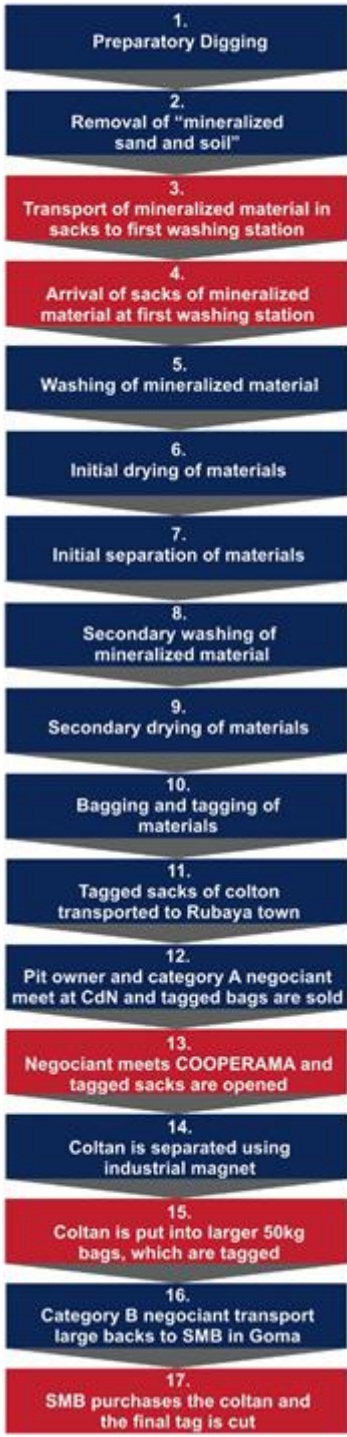 1.
Preparatory Digging
2.
Removal of “mineralized
sand and soil”
3.
Transport of mineralized material in
sacks to first washing station
4.
Arrival of sacks of mineralized
material at first washing station
5.
Washing of mineralized material
6.
Initial drying of materials
7.
Initial separation of materials
8.
Secondary washing of
mineralized material
9.
Secondary drying of materials
10.
Bagging and tagging of
materials
11.
Tagged sacks of colton
transported to Rubaya town
12.
Pit owner and category A negociant
meet at CdN and tagged bags are sold
13.
Negociant meets COOPERAMA and
tagged sacks are opened
14.
Coltan is separated using
industrial magnet
15.
Coltan is put into larger 50kg
bags, which are tagged
16.
Category B negociant transport
large backs to SMB in Goma
17.
SMB purchases the coltan and
the final tag is cut